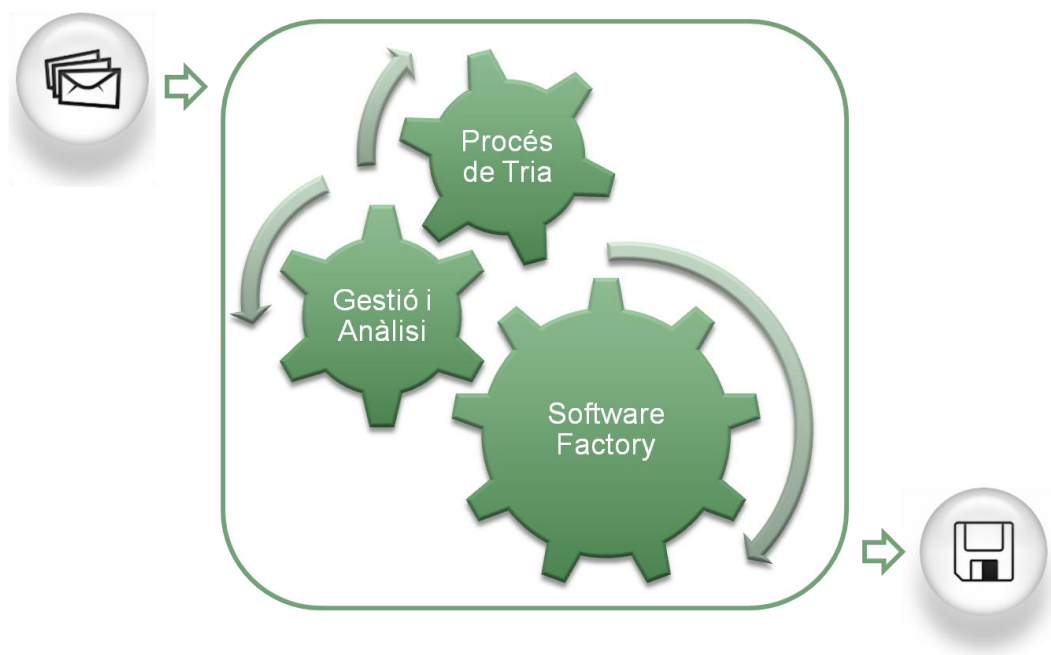 Procés
de Tria
Gestió i
Anàlisi
Software
Factory